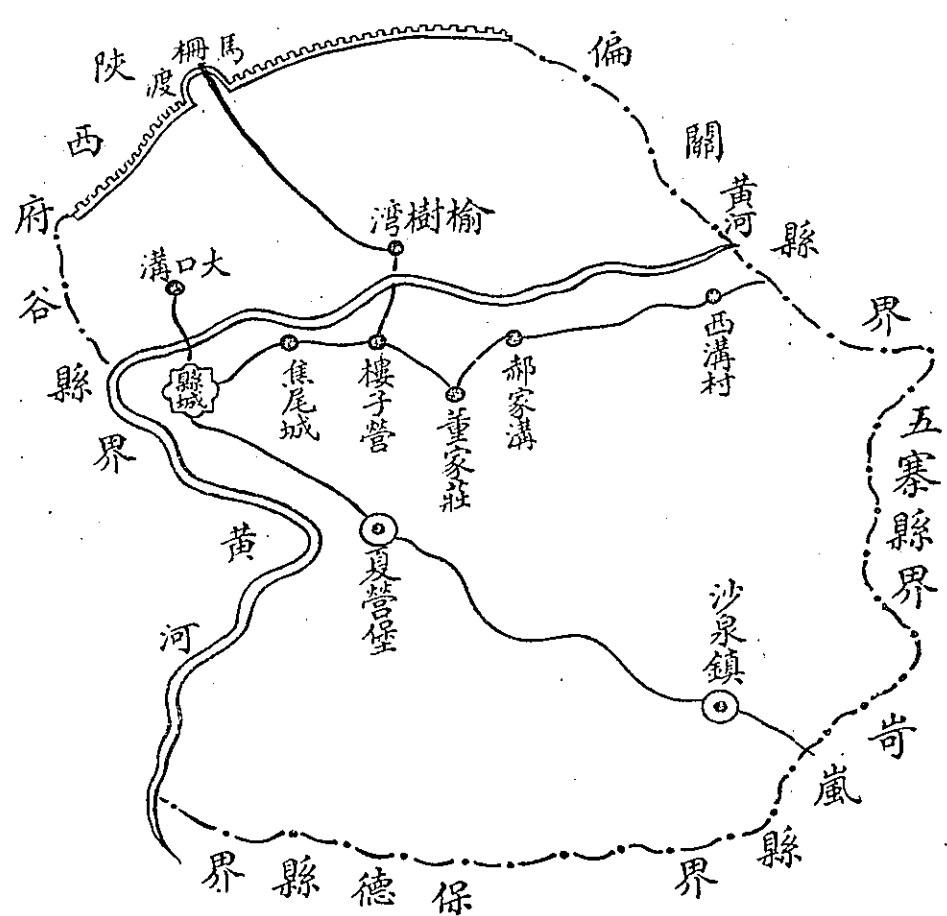 馬柵渡
陝西府谷縣界
偏關縣界
黄河
榆樹湾
大口溝
縣城
焦尾城
樓子營
董家莊
郝家溝
西溝村
五寨縣界
黄河
夏營堡
沙泉鎮
岢嵐縣界
保德縣界